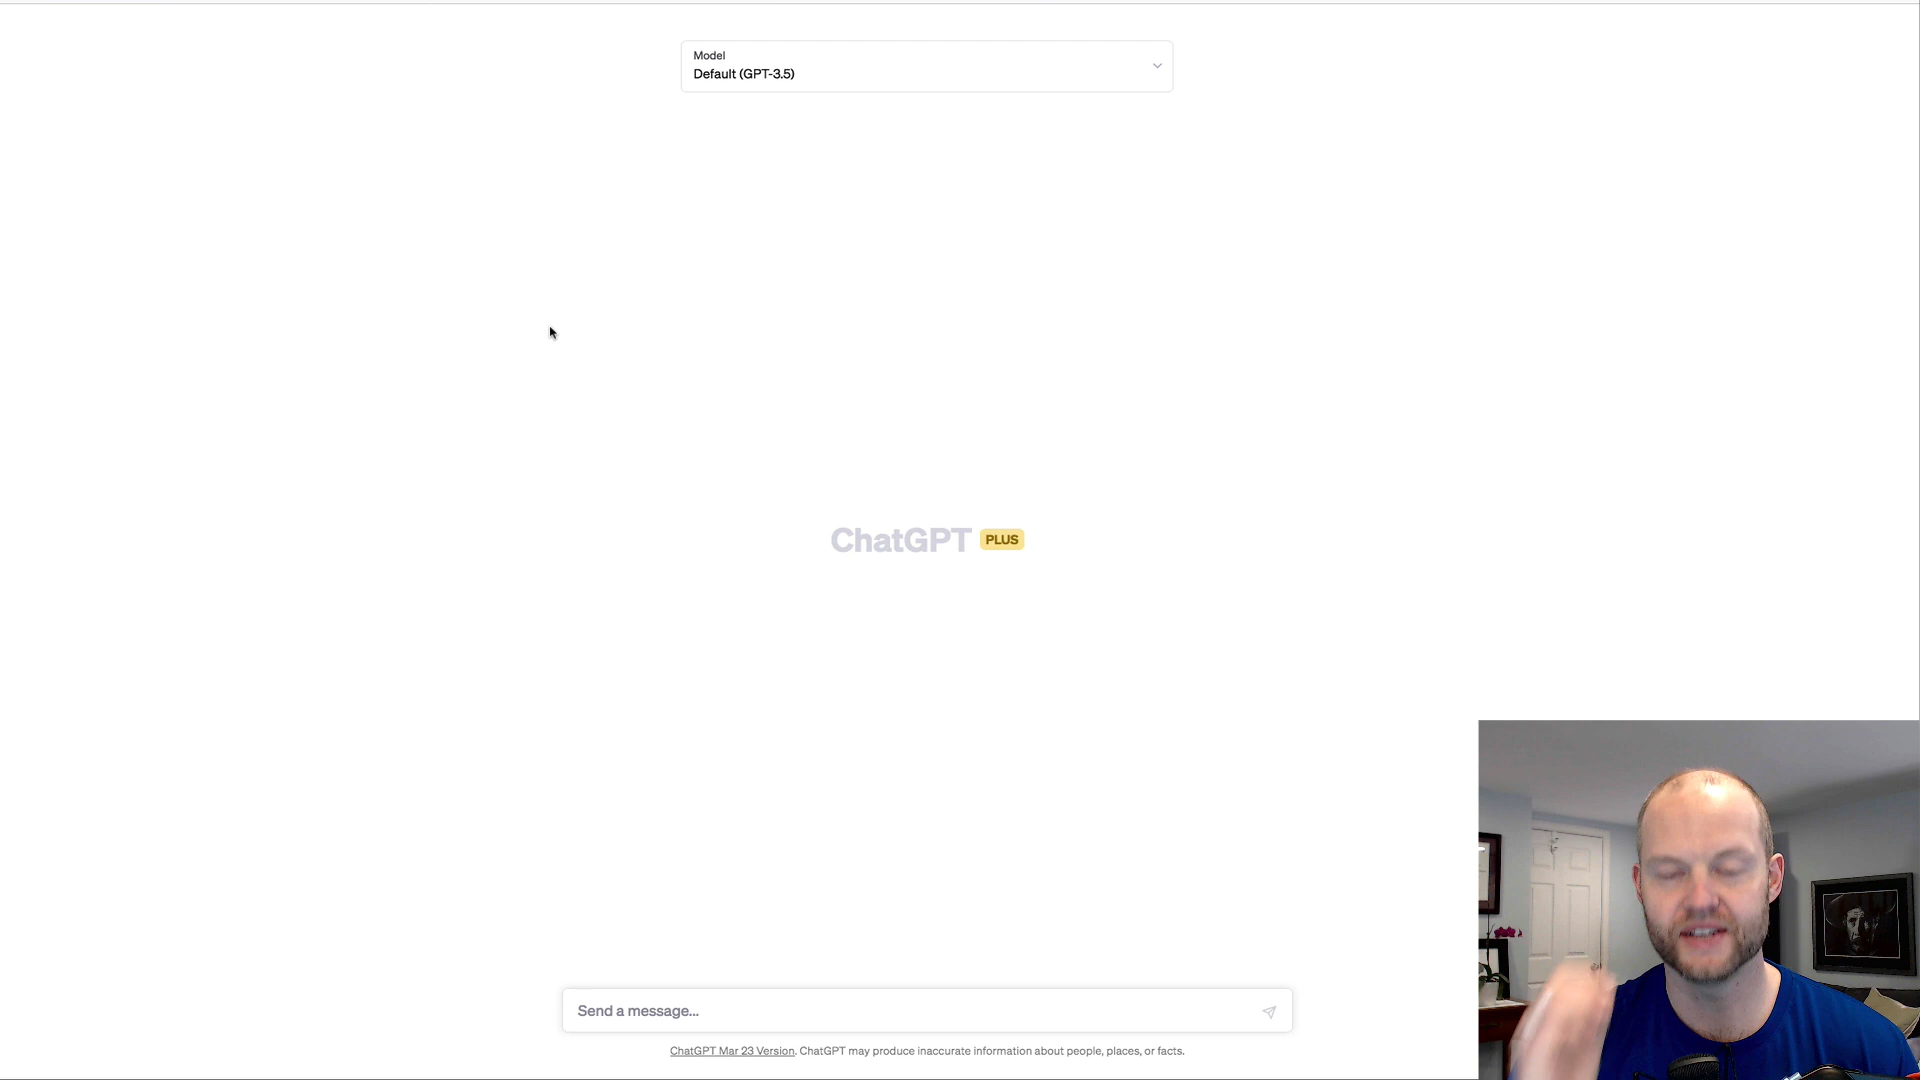 Model
Default (GPT-3.5)
ChatGPT PLUS
Send a message...
ChatGPT Mar 23 Version. ChatGPT may produce inaccurate information about people, places, or facts.